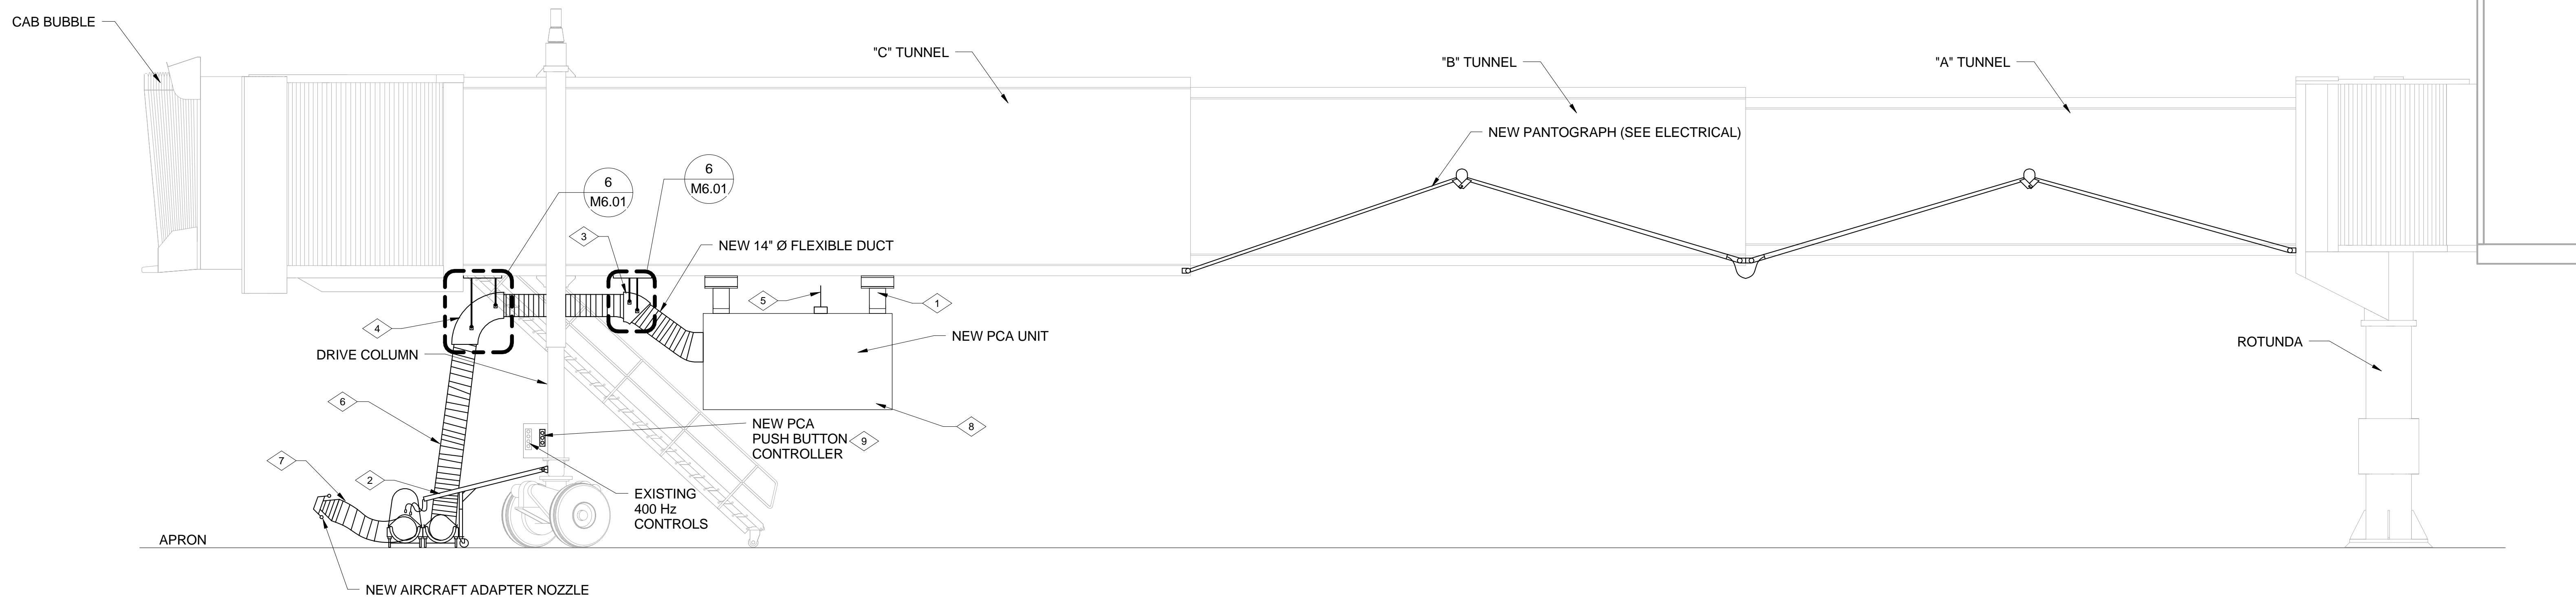 CAB BUBBLE
"C" TUNNEL
"B" TUNNEL
"A" TUNNEL
NEW PANTOGRAPH (SEE ELECTRICAL)
6
M6.01
6
M6.01
3
NEW 14" Ø FLEXIBLE DUCT
5
1
4
NEW PCA UNIT
DRIVE COLUMN
ROTUNDA
6
8
NEW PCA
PUSH BUTTON
CONTROLLER
9
7
2
EXISTING
400 Hz
CONTROLS
APRON
NEW AIRCRAFT ADAPTER NOZZLE